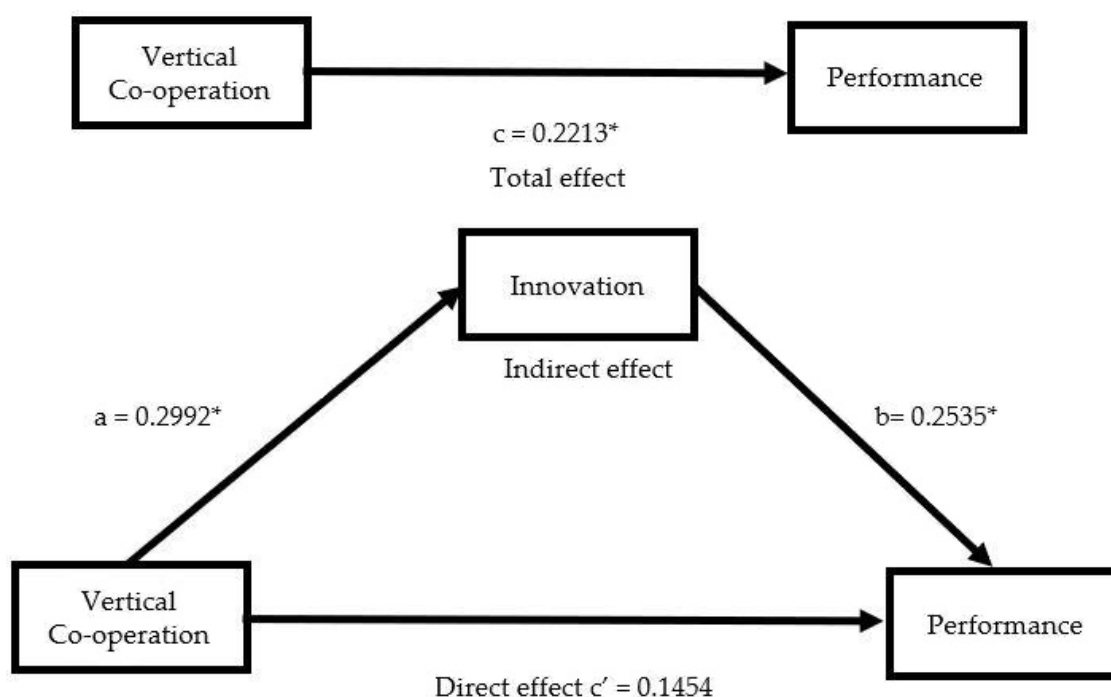 Vertical
Co-operation
Performance
c = 0.2213*
Total effect
Innovation
Indirect effect
a = 0.2992*
b= 0.2535*
Vertical
Co-operation
Performance
Direct effect c’ = 0.1454